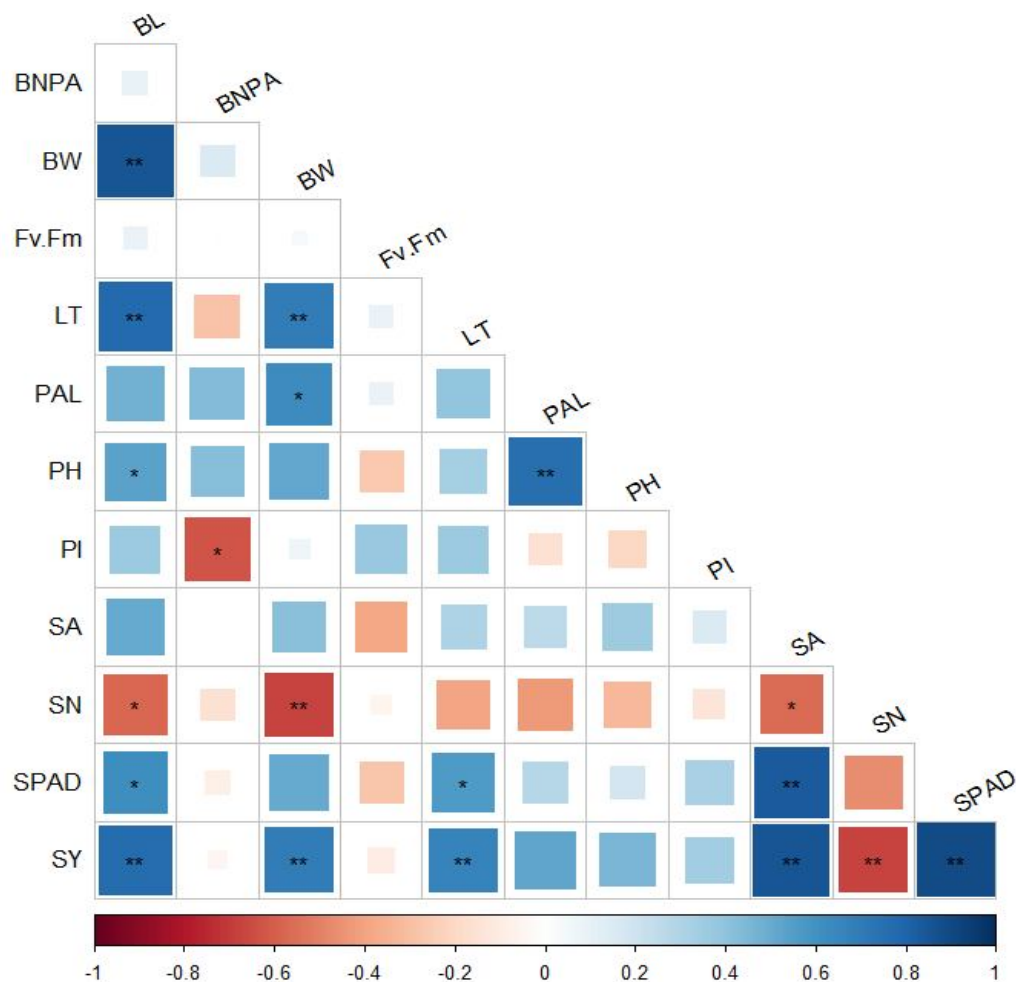 BL
BNPA BNPA
BW ** BW
Fv.Fm Fv.Fm
LT ** ** LT
PAL * PAL
PH * ** PH
PI * PI
SA SA
SN * ** * SN
SPAD * * ** SPAD
SY ** ** ** ** ** **
-1 -0.8 -0.6 -0.4 -0.2 0 0.2 0.4 0.6 0.8 1